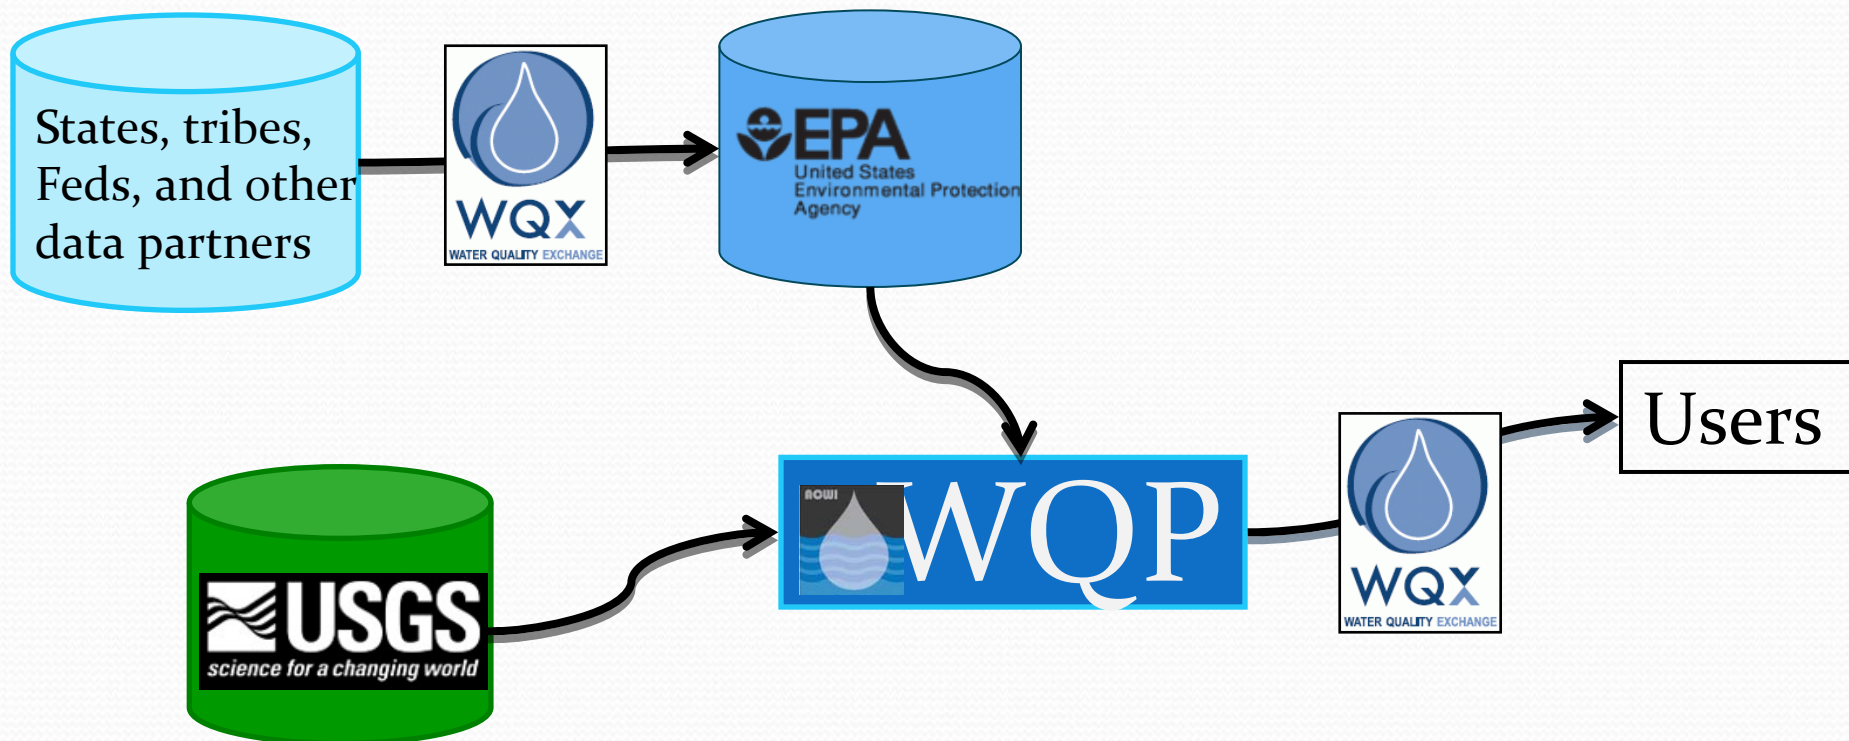 States, tribes,
Feds, and other
data partners
WQX
WATER QUALITY EXCHANGE
EPA
United States
Environmental Protection
Agency
USGS
science for a changing world
ACWI
WQP
WQX
WATER QUALITY EXCHANGE
Users